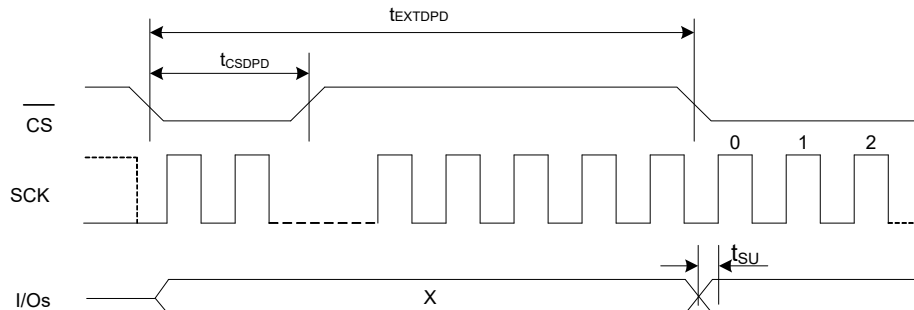 tEXTDPD
tCSDPD
CS
0 1 2
SCK
tSU
I/Os
X